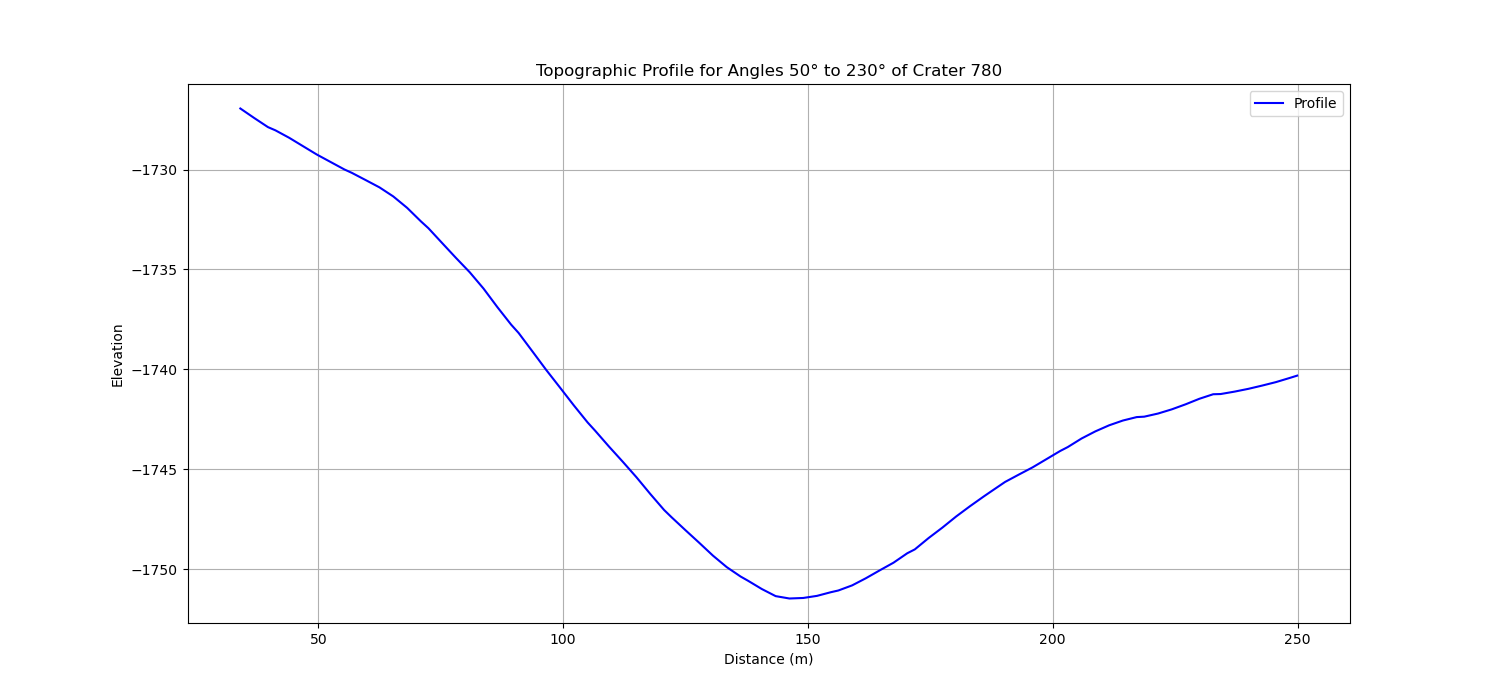 Topographic Profile for Angles 50° to 230° of Crater 780
Profile
−1730
−1735
−1740
−1745
−1750
Elevation
50
100
150
200
250
Distance (m)